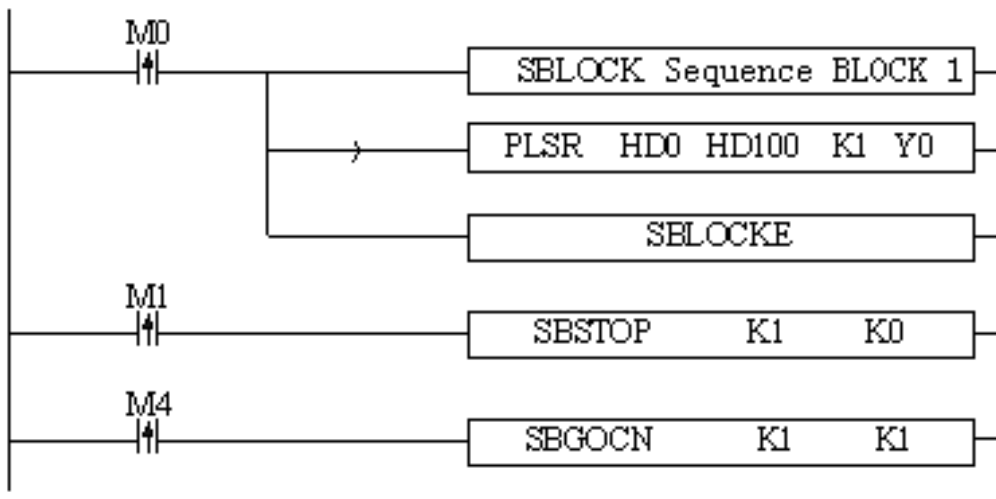 M0
SBLOCK Sequence BLOCK 1
PLSR HD0 HD100 K1 Y0
SBLOCKE
M1
SBSTOP K1 K0
M4
SBGOCN K1 K1